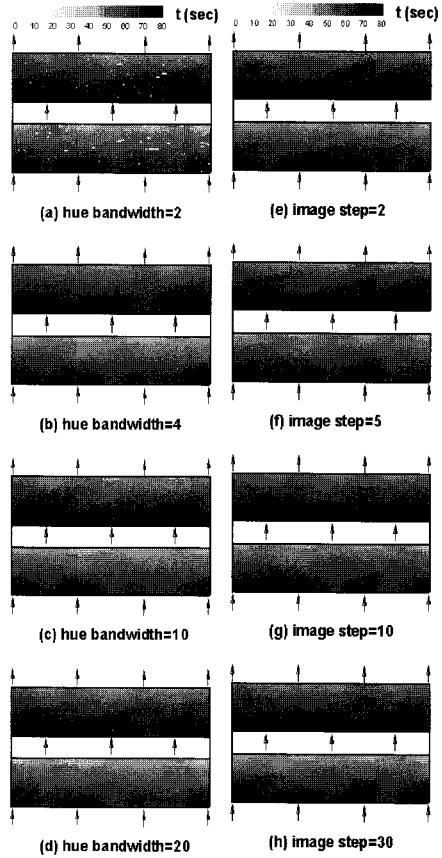 t (sec)
0 10 20 30 40 50 60 70 80
(a) hue bandwidth=2
(b) hue bandwidth=4
(c) hue bandwidth=10
(d) hue bandwidth=20
t (sec)
0 10 20 30 40 50 60 70 80
(e) image step=2
(f) image step=5
(g) image step=10
(h) image step=30